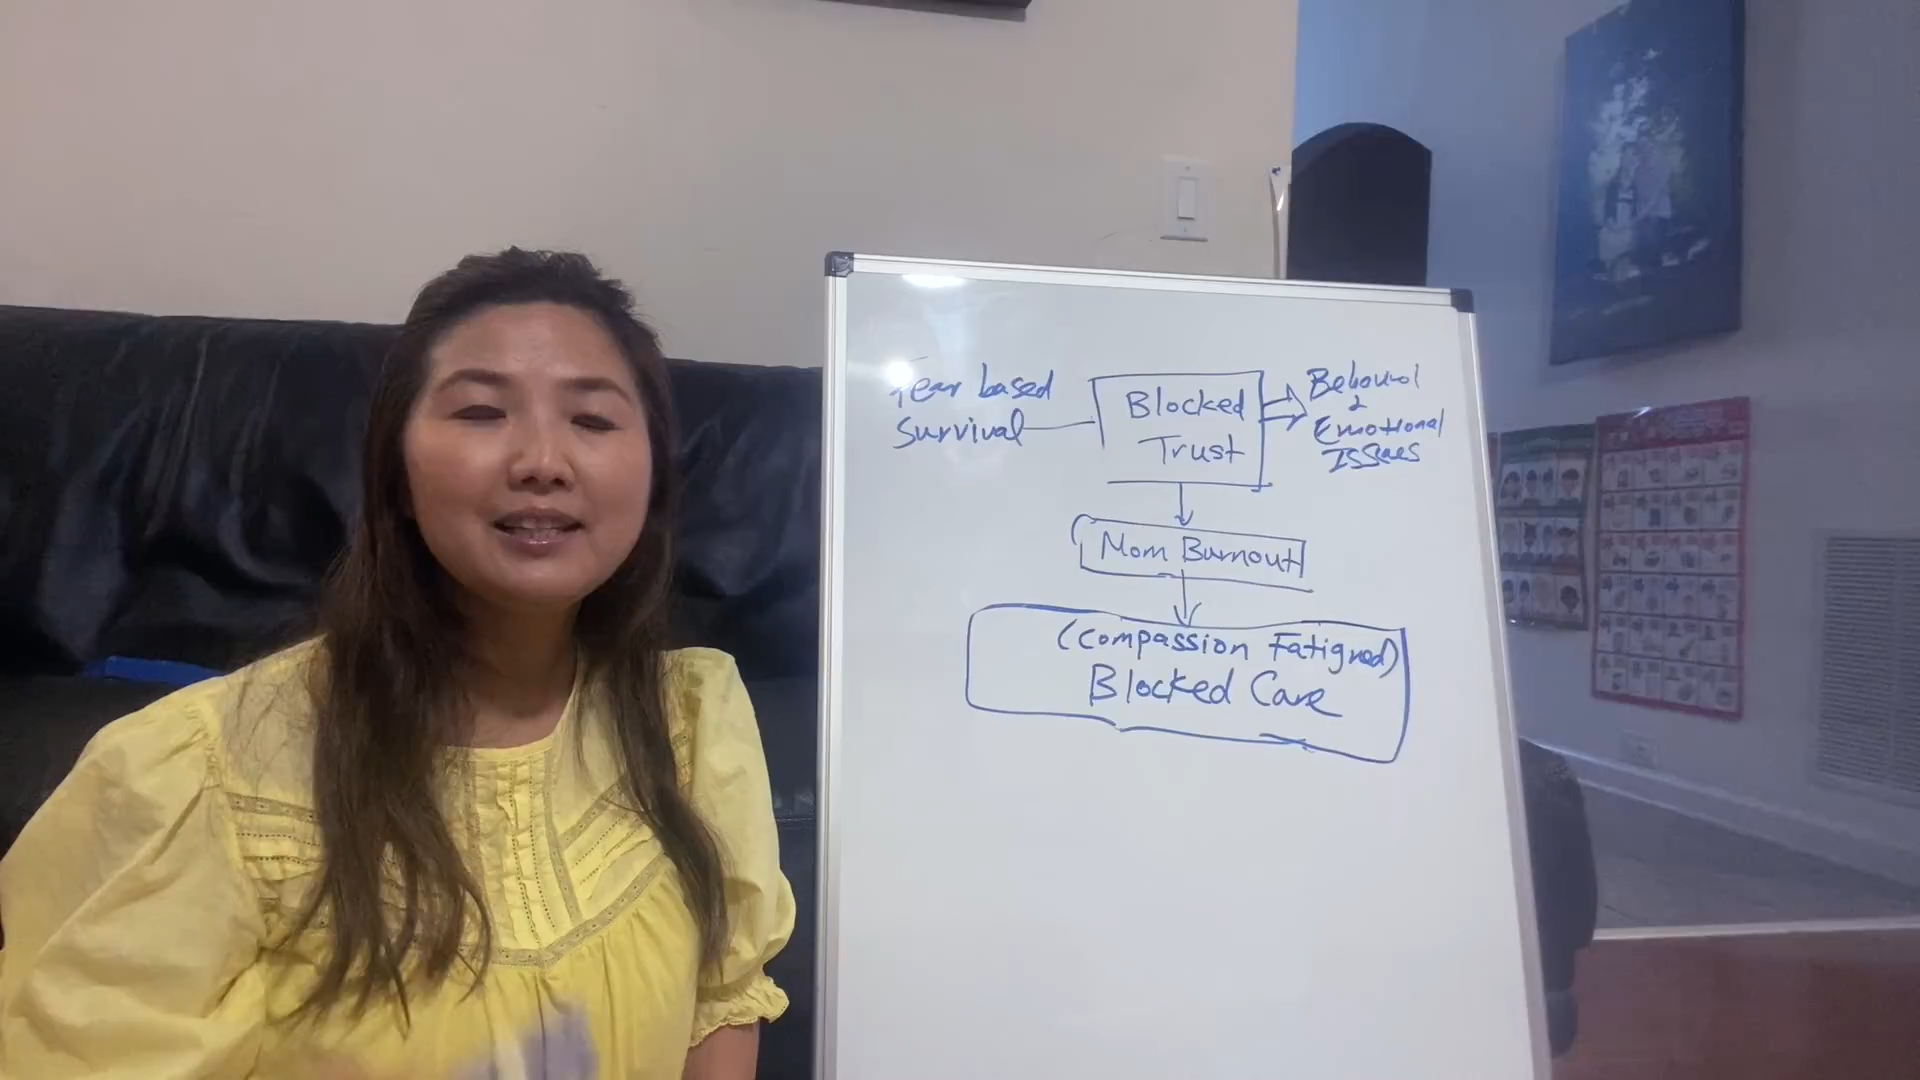 Fear based
Survival
Blocked
Trust
Behavioral
&
Emotional
Issues
Mom Burnout
(Compassion Fatigued)
Blocked Care